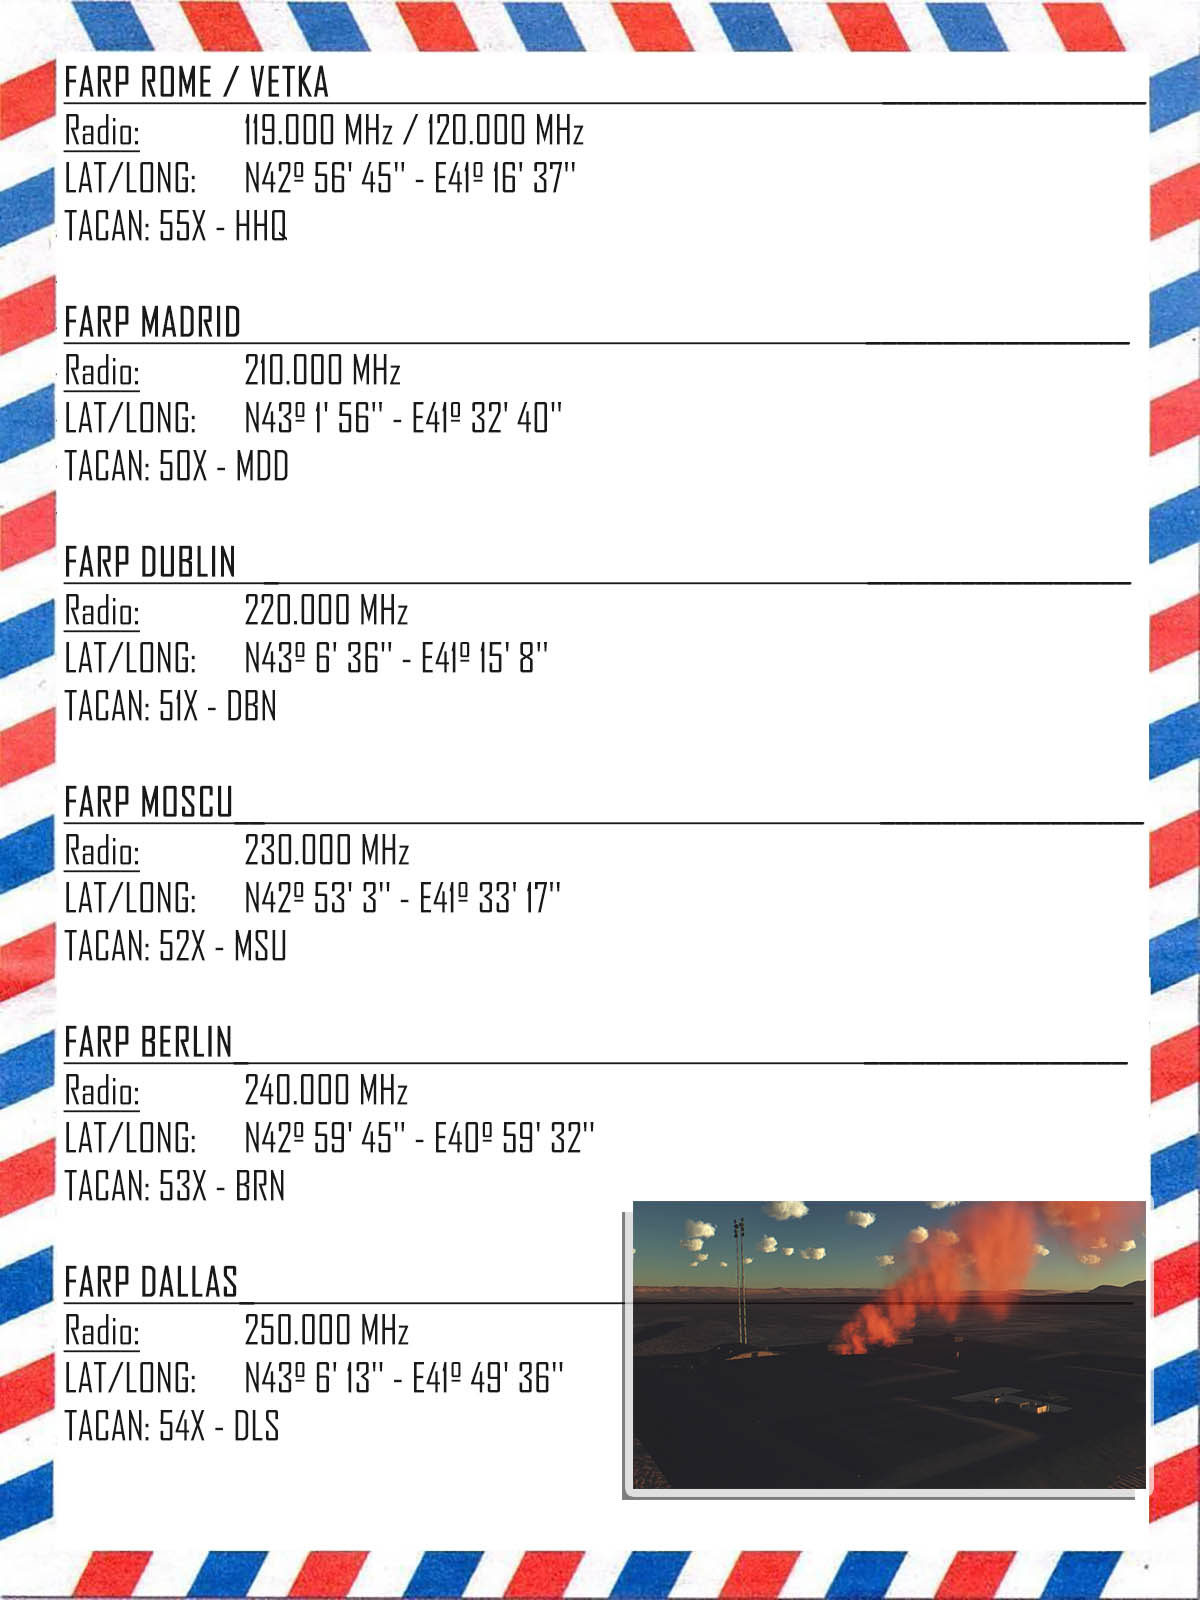 FARP ROME / VETKA
Radio: 119.000 MHz / 120.000 MHz
LAT/LONG: N42º 56' 45" - E41º 16' 37"
TACAN: 55X - HHQ
FARP MADRID
Radio: 210.000 MHz
LAT/LONG: N43º 1' 56" - E41º 32' 40"
TACAN: 50X - MDD
FARP DUBLIN
Radio: 220.000 MHz
LAT/LONG: N43º 6' 36" - E41º 15' 8"
TACAN: 51X - DBN
FARP MOSCU
Radio: 230.000 MHz
LAT/LONG: N42º 53' 3" - E41º 33' 17"
TACAN: 52X - MSU
FARP BERLIN
Radio: 240.000 MHz
LAT/LONG: N42º 59' 45" - E40º 59' 32"
TACAN: 53X - BRN
FARP DALLAS
Radio: 250.000 MHz
LAT/LONG: N43º 6' 13" - E41º 49' 36"
TACAN: 54X - DLS